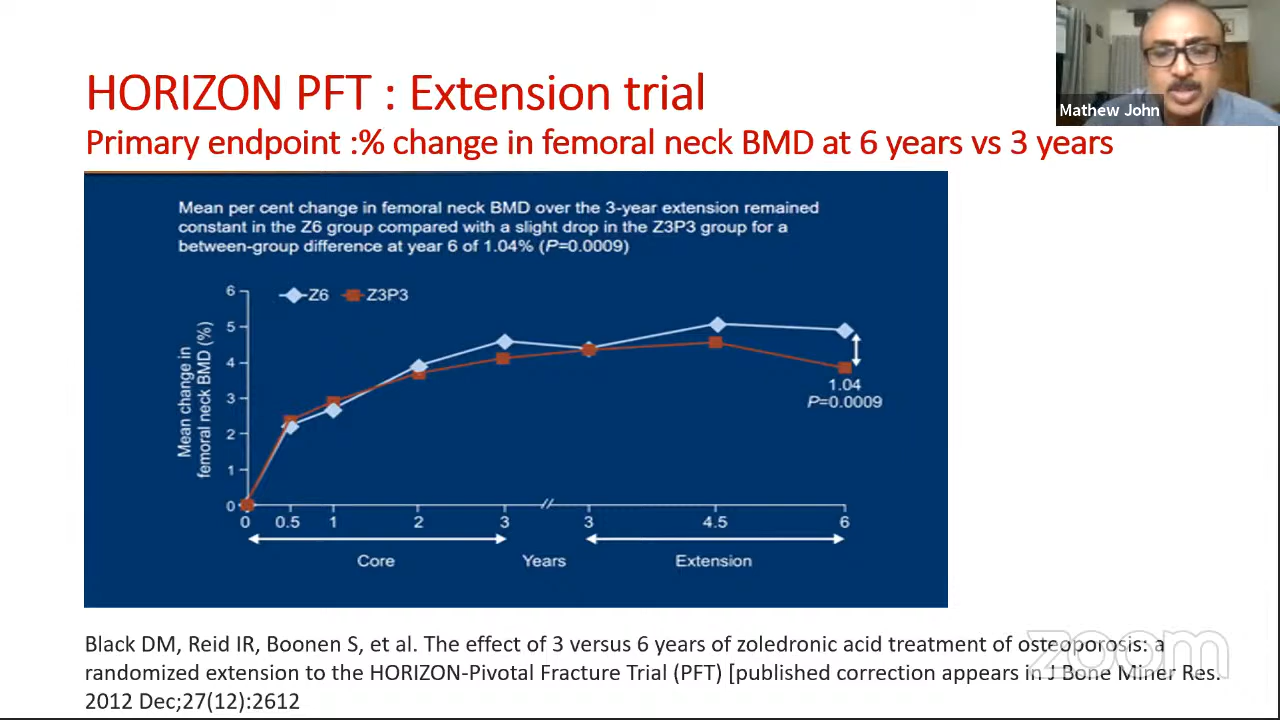 HORIZON PFT : Extension trial
Mathew John
Primary endpoint :% change in femoral neck BMD at 6 years vs 3 years
Mean per cent change in femoral neck BMD over the 3-year extension remained
constant in the Z6 group compared with a slight drop in the Z3P3 group for a
between-group difference at year 6 of 1.04% (P=0.0009)
Z6 Z3P3
Mean change in
femoral neck BMD (%)
6
5
4
3
2
1
0
1.04
P=0.0009
0 0.5 1 2 3 3 4.5 6
Core Years Extension
Black DM, Reid IR, Boonen S, et al. The effect of 3 versus 6 years of zoledronic acid treatment of osteoporosis: a
randomized extension to the HORIZON-Pivotal Fracture Trial (PFT) [published correction appears in J Bone Miner Res.
2012 Dec;27(12):2612
zoom